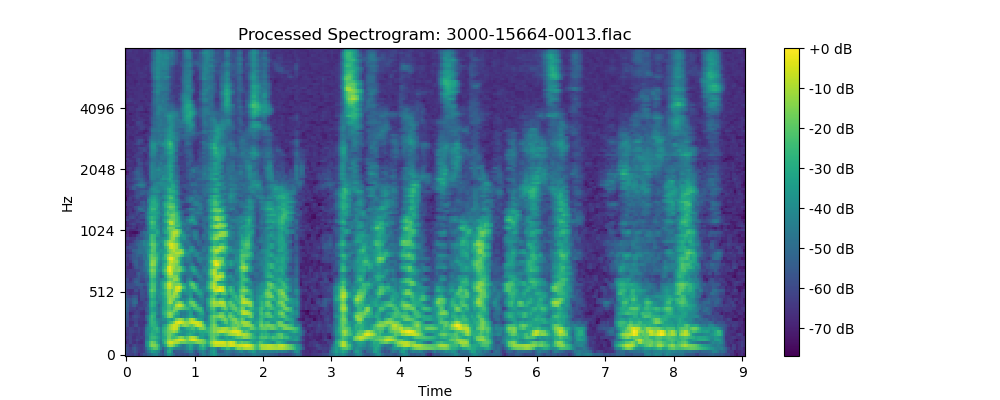 Processed Spectrogram: 3000-15664-0013.flac
Hz
4096
2048
1024
512
0
0 1 2 3 4 5 6 7 8 9
Time
+0 dB
-10 dB
-20 dB
-30 dB
-40 dB
-50 dB
-60 dB
-70 dB